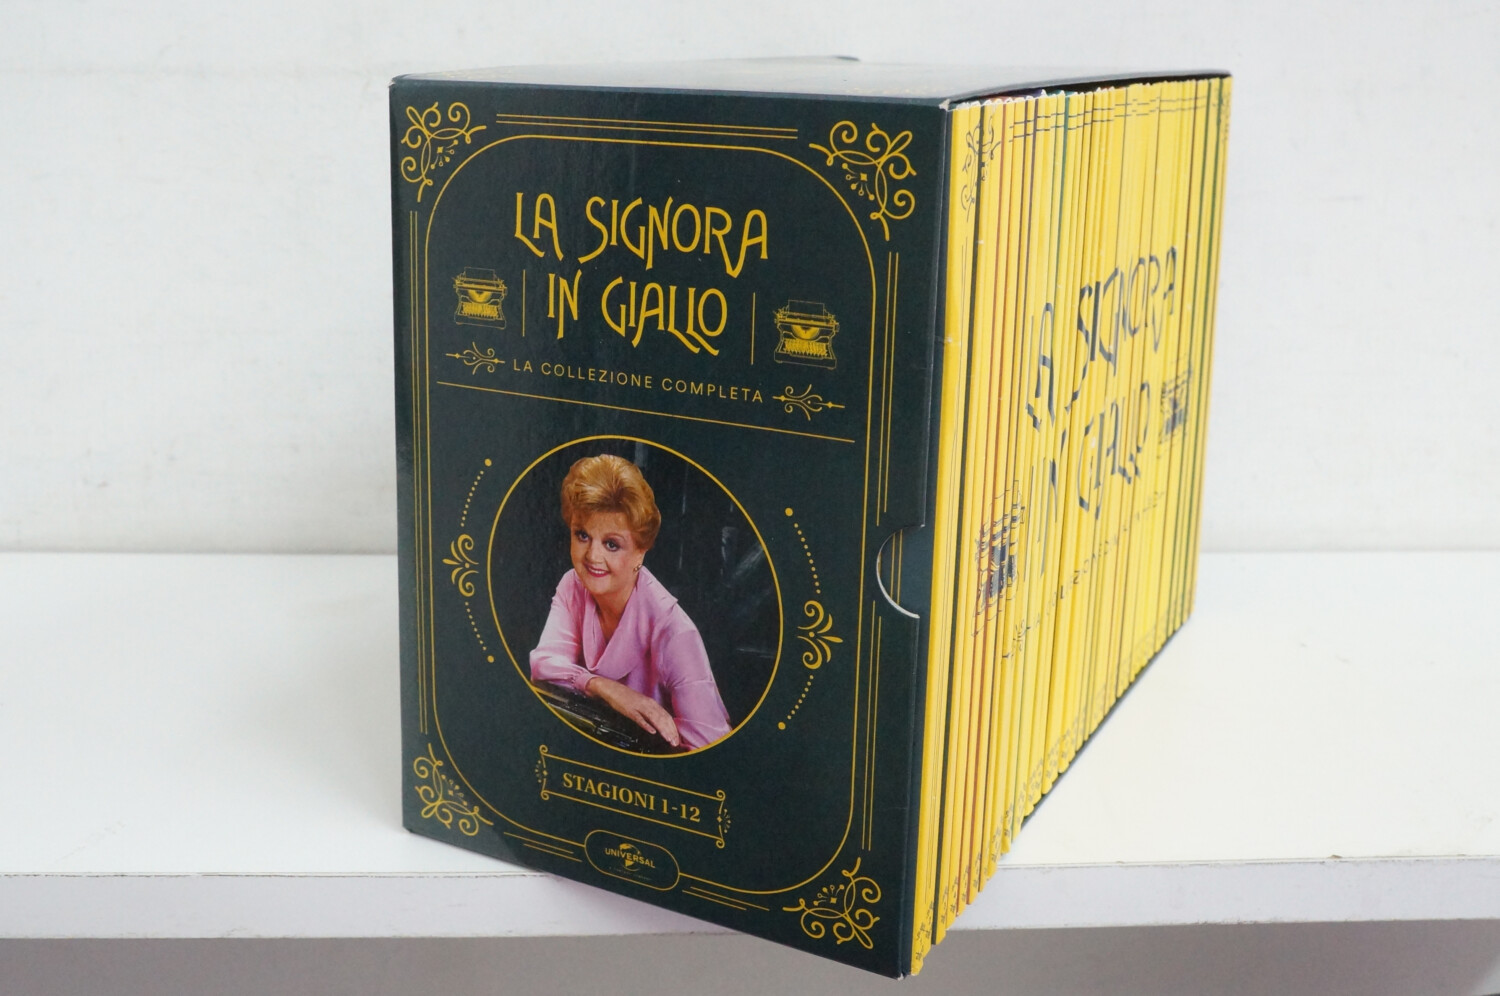 LA SIGNORA
IN GIALLO
LA COLLEZIONE COMPLETA
STAGIONI 1-12
UNIVERSAL
LA SIGNORA
IN GIALLO